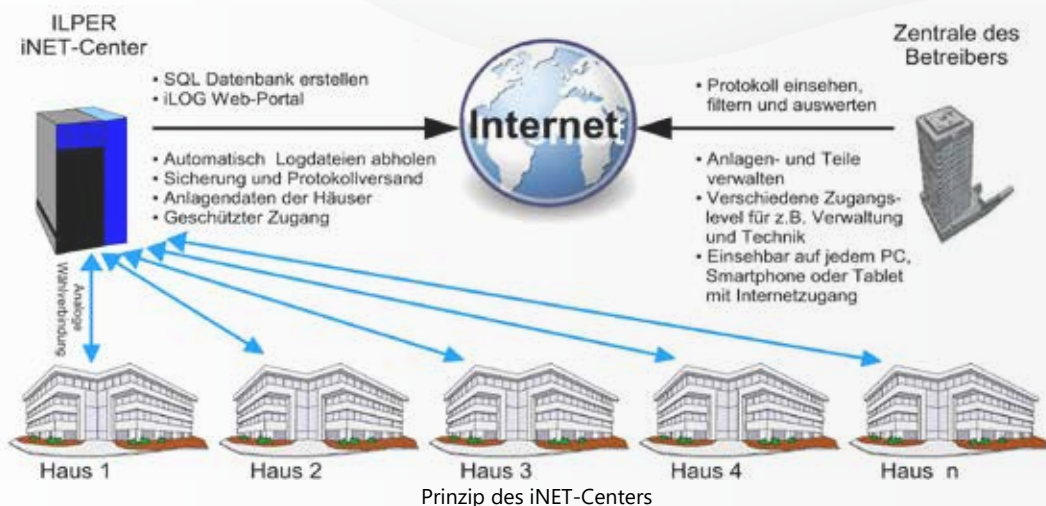 ILPER
iNET-Center
• SQL Datenbank erstellen
• iLOG Web-Portal
• Automatisch Logdateien abholen
• Sicherung und Protokollversand
• Anlagendaten der Häuser
• Geschützter Zugang
Internet
Zentrale des
Betreibers
• Protokoll einsehen,
filtern und auswerten
• Anlagen- und Teile
verwalten
• Verschiedene Zugangs-
level für z.B. Verwaltung
und Technik
• Einsehbar auf jedem PC,
Smartphone oder Tablet
mit Internetzugang
Analoge
Wählverbindung
Haus 1
Haus 2
Haus 3
Haus 4
Haus n
Prinzip des iNET-Centers